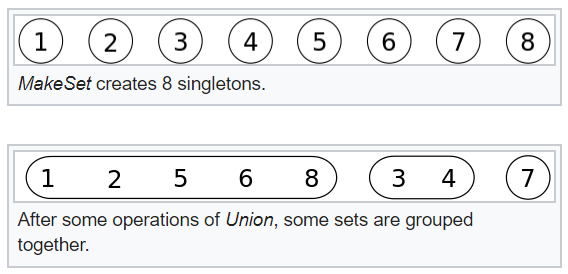 1 2 3 4 5 6 7 8
MakeSet creates 8 singletons.
1 2 5 6 8 3 4 7
After some operations of Union, some sets are grouped
together.